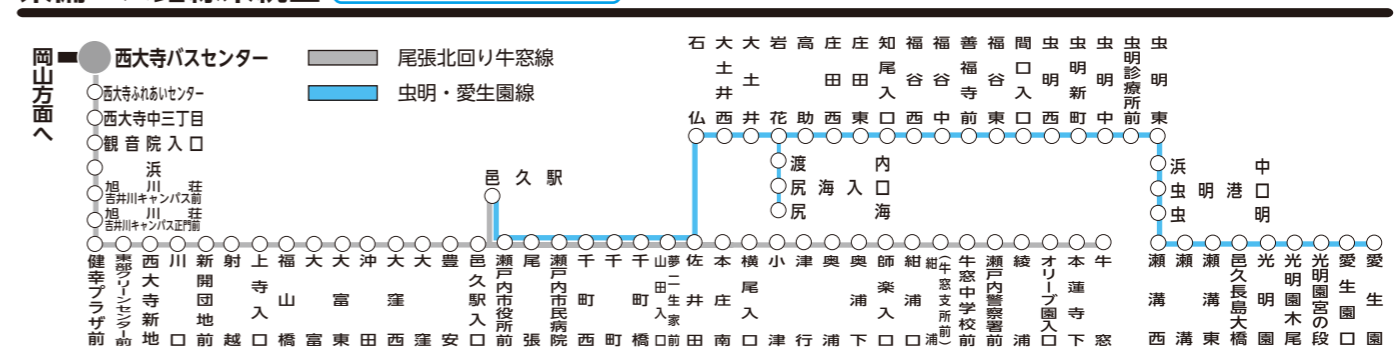 岡山方面へ
西大寺バスセンター
尾張北回り牛窓線
虫明・愛生園線
西大寺ふれあいセンター
西大寺中三丁目
観音院入口
浜
旭川荘
吉井川キャンパス前
旭川荘
吉井川キャンパス正門前
健幸プラザ前
東部クリーンセンター前
西大寺新地
川口
新開団地前
射越
上寺入口
福山橋
大富
大富東
沖田
大窪西
大窪
豊安
邑久駅入口
邑久駅
瀬戸内市役所前
尾張
瀬戸内市民病院
千町西
千町
千町橋
山田入口
夢二生家前
佐井田
本庄南
横尾入口
小津
津行
奥浦
奥浦下
師楽入口
紺浦口
紺浦
(牛窓支所前)
牛窓中学校前
瀬戸内警察署前
綾浦
オリーブ園入口
本蓮寺下
牛窓
石仏
大土井西
大土井
岩花
高助
庄田西
庄田東
知尾入口
福谷西
福谷中
善福寺前
福谷東
間口入口
虫明西
虫明新町
虫明中
虫明診療所前
虫明東
渡内
尻海入口
尻海
浜中
虫明港口
虫明
瀬溝西
瀬溝
瀬溝東
邑久長島大橋
光明園
光明園木尾
光明園宮の段
愛生園口
愛生園